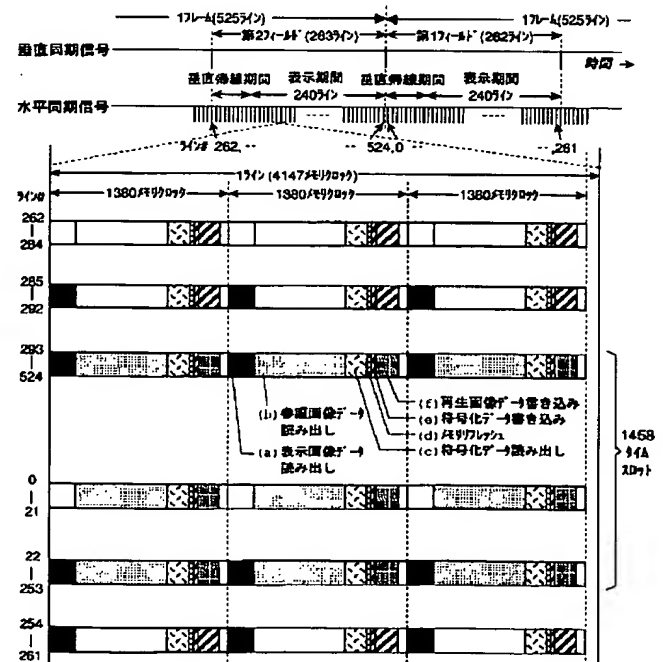 1フレーム(525ライン)
1フレーム(525ライン)
第2フィールド(263ライン)
第1フィールド(262ライン)
垂直同期信号
時間
垂直帰線期間
表示期間
垂直帰線期間
表示期間
240ライン
240ライン
水平同期信号
ライン# 262, --
524,0 --
,261
1ライン(4147メモリクロック)
1380メモリクロック
1380メモリクロック
1380メモリクロック
ライン#
262
284
285
292
293
524
(f) 再生画像データ書き込み
(b) 参照画像データ
読み出し
(e) 符号化データ書き込み
(d) メモリリフレッシュ
(a) 表示画像データ
読み出し
(c) 符号化データ読み出し
1458
タイム
スロット
0
21
22
253
254
261